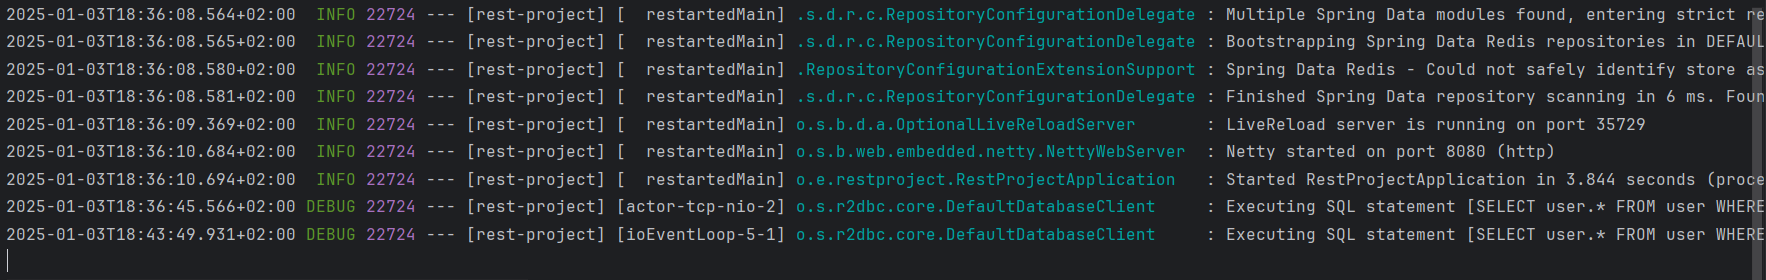 2025-01-03T18:36:08.564+02:00  INFO 22724 --- [rest-project] [  restartedMain] .s.d.r.c.RepositoryConfigurationDelegate : Multiple Spring Data modules found, entering strict re
2025-01-03T18:36:08.565+02:00  INFO 22724 --- [rest-project] [  restartedMain] .s.d.r.c.RepositoryConfigurationDelegate : Bootstrapping Spring Data Redis repositories in DEFAUL
2025-01-03T18:36:08.580+02:00  INFO 22724 --- [rest-project] [  restartedMain] .RepositoryConfigurationExtensionSupport : Spring Data Redis - Could not safely identify store as
2025-01-03T18:36:08.581+02:00  INFO 22724 --- [rest-project] [  restartedMain] .s.d.r.c.RepositoryConfigurationDelegate : Finished Spring Data repository scanning in 6 ms. Foun
2025-01-03T18:36:09.369+02:00  INFO 22724 --- [rest-project] [  restartedMain] o.s.b.d.a.OptionalLiveReloadServer       : LiveReload server is running on port 35729
2025-01-03T18:36:10.684+02:00  INFO 22724 --- [rest-project] [  restartedMain] o.s.b.web.embedded.netty.NettyWebServer  : Netty started on port 8080 (http)
2025-01-03T18:36:10.694+02:00  INFO 22724 --- [rest-project] [  restartedMain] o.e.restproject.RestProjectApplication   : Started RestProjectApplication in 3.844 seconds (proce
2025-01-03T18:36:45.566+02:00 DEBUG 22724 --- [rest-project] [actor-tcp-nio-2] o.s.r2dbc.core.DefaultDatabaseClient     : Executing SQL statement [SELECT user.* FROM user WHERE
2025-01-03T18:43:49.931+02:00 DEBUG 22724 --- [rest-project] [ioEventLoop-5-1] o.s.r2dbc.core.DefaultDatabaseClient     : Executing SQL statement [SELECT user.* FROM user WHERE